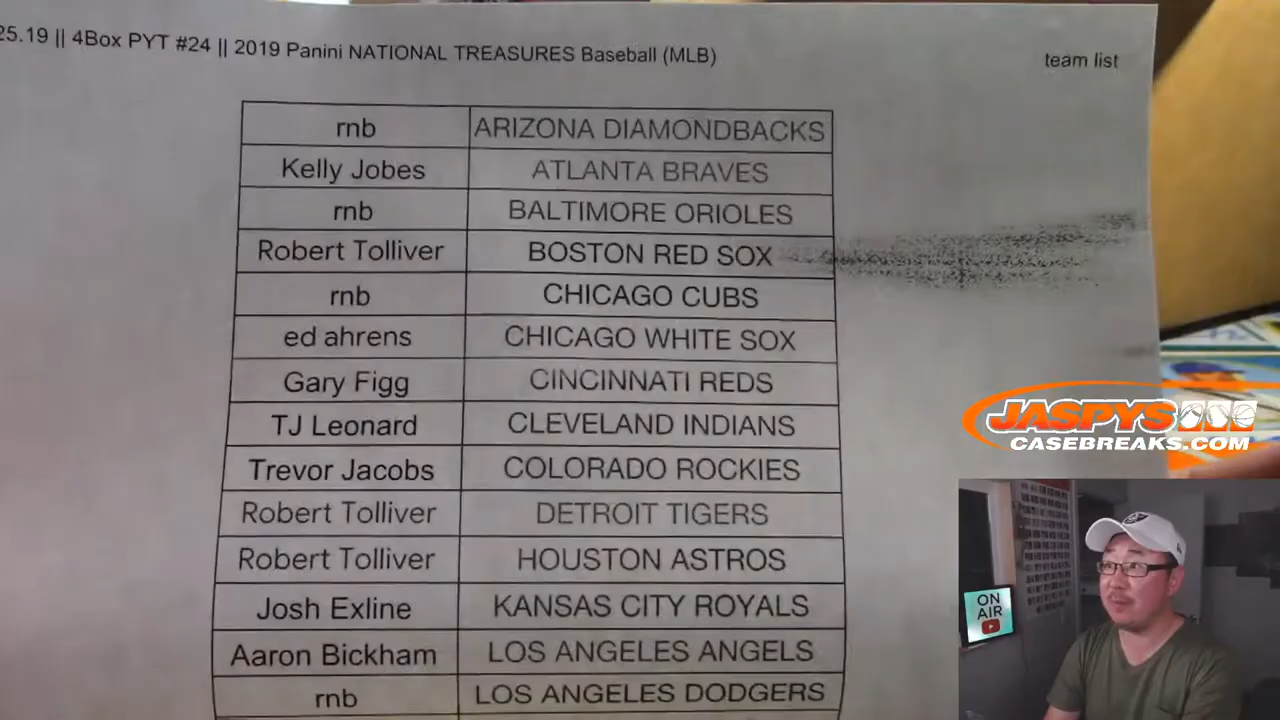 25.19 || 4Box PYT #24 || 2019 Panini NATIONAL TREASURES Baseball (MLB)
team list
rnb ARIZONA DIAMONDBACKS
Kelly Jobes ATLANTA BRAVES
rnb BALTIMORE ORIOLES
Robert Tolliver BOSTON RED SOX
rnb CHICAGO CUBS
ed ahrens CHICAGO WHITE SOX
Gary Figg CINCINNATI REDS
TJ Leonard CLEVELAND INDIANS
Trevor Jacobs COLORADO ROCKIES
Robert Tolliver DETROIT TIGERS
Robert Tolliver HOUSTON ASTROS
Josh Exline KANSAS CITY ROYALS
Aaron Bickham LOS ANGELES ANGELS
rnb LOS ANGELES DODGERS
JASPYS
CASEBREAKS.COM
ON
AIR